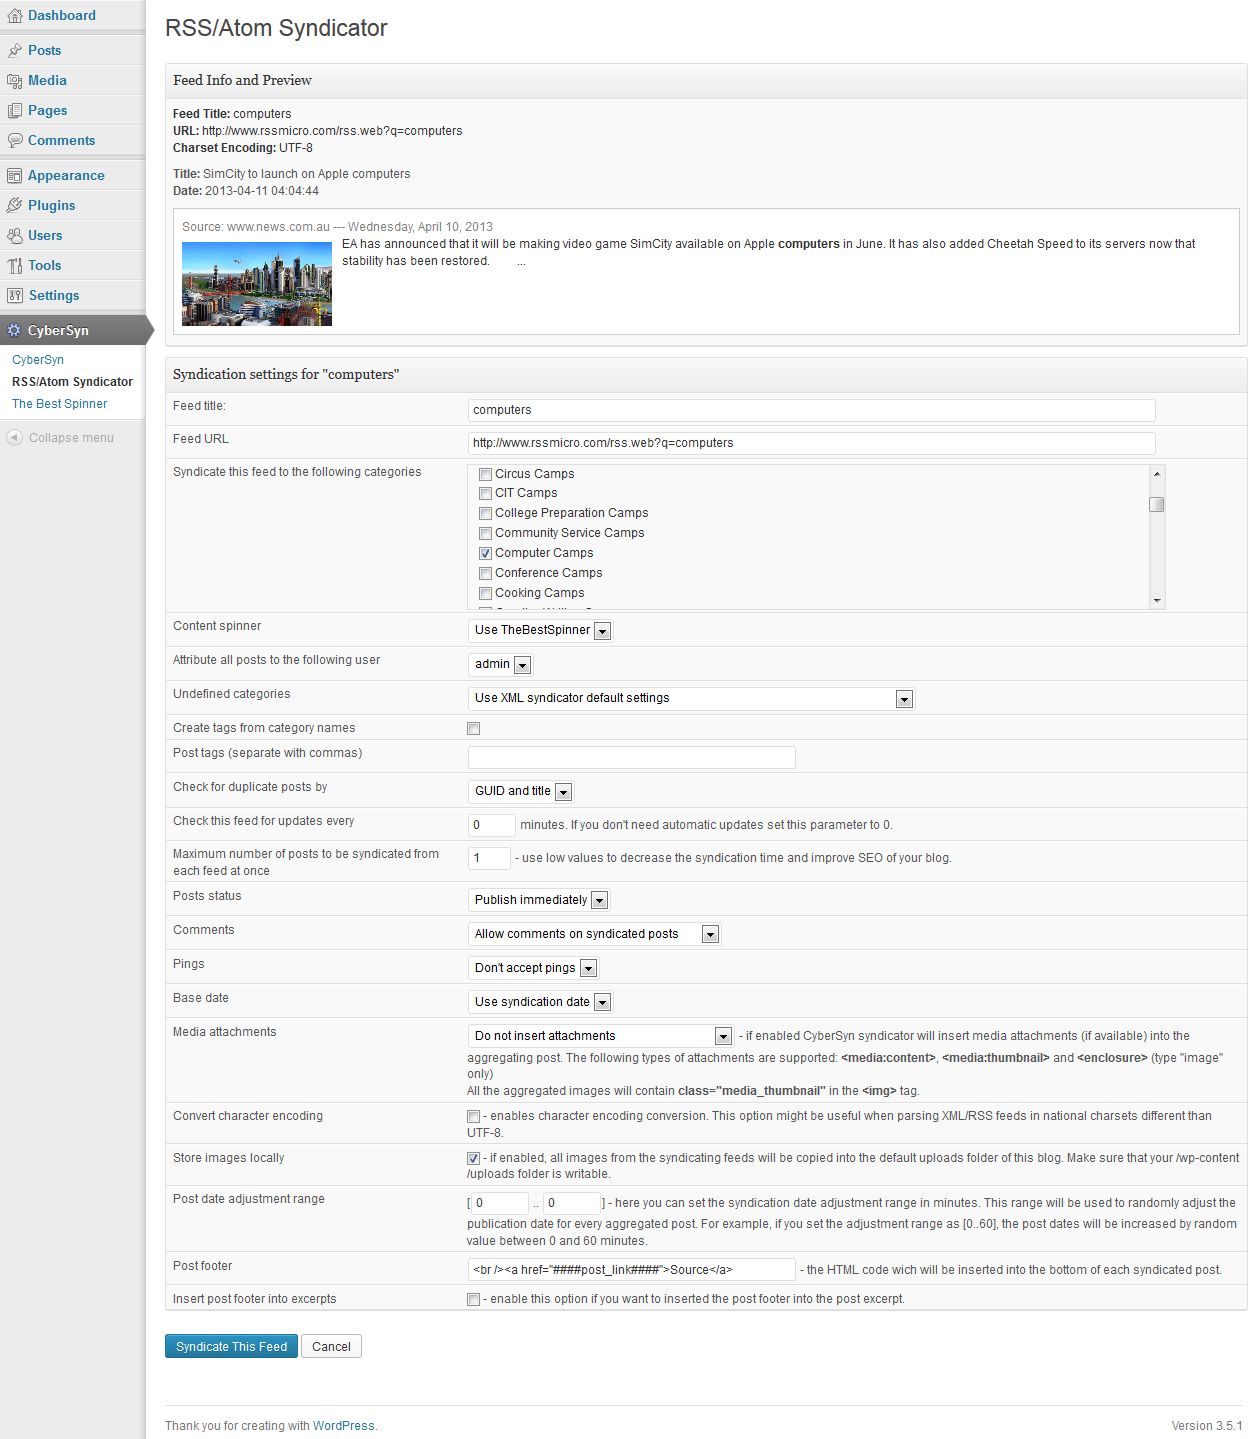 Dashboard
Posts
Media
Pages
Comments
Appearance
Plugins
Users
Tools
Settings
CyberSyn
CyberSyn
RSS/Atom Syndicator
The Best Spinner
Collapse menu
RSS/Atom Syndicator
Feed Info and Preview
Feed Title: computers
URL: http://www.rssmicro.com/rss.web?q=computers
Charset Encoding: UTF-8
Title: SimCity to launch on Apple computers
Date: 2013-04-11 04:04:44
Source: www.news.com.au --- Wednesday, April 10, 2013
EA has announced that it will be making video game SimCity available on Apple computers in June. It has also added Cheetah Speed to its servers now that
stability has been restored. ...
Syndication settings for "computers"
Feed title: computers
Feed URL http://www.rssmicro.com/rss.web?q=computers
Syndicate this feed to the following categories
Circus Camps
CIT Camps
College Preparation Camps
Community Service Camps
Computer Camps
Conference Camps
Cooking Camps
Content spinner Use TheBestSpinner
Attribute all posts to the following user admin
Undefined categories Use XML syndicator default settings
Create tags from category names
Post tags (separate with commas)
Check for duplicate posts by GUID and title
Check this feed for updates every 0 minutes. If you don't need automatic updates set this parameter to 0.
Maximum number of posts to be syndicated from
each feed at once
1 - use low values to decrease the syndication time and improve SEO of your blog.
Posts status Publish immediately
Comments Allow comments on syndicated posts
Pings Don't accept pings
Base date Use syndication date
Media attachments Do not insert attachments - if enabled CyberSyn syndicator will insert media attachments (if available) into the
aggregating post. The following types of attachments are supported: <media:content>, <media:thumbnail> and <enclosure> (type "image"
only)
All the aggregated images will contain class="media_thumbnail" in the <img> tag.
Convert character encoding - enables character encoding conversion. This option might be useful when parsing XML/RSS feeds in national charsets different than
UTF-8.
Store images locally - if enabled, all images from the syndicating feeds will be copied into the default uploads folder of this blog. Make sure that your /wp-content
/uploads folder is writable.
Post date adjustment range [ 0 .. 0 ] - here you can set the syndication date adjustment range in minutes. This range will be used to randomly adjust the
publication date for every aggregated post. For example, if you set the adjustment range as [0..60], the post dates will be increased by random
value between 0 and 60 minutes.
Post footer <br /><a href="####post_link####">Source</a> - the HTML code wich will be inserted into the bottom of each syndicated post.
Insert post footer into excerpts - enable this option if you want to inserted the post footer into the post excerpt.
Syndicate This Feed Cancel
Thank you for creating with WordPress. Version 3.5.1